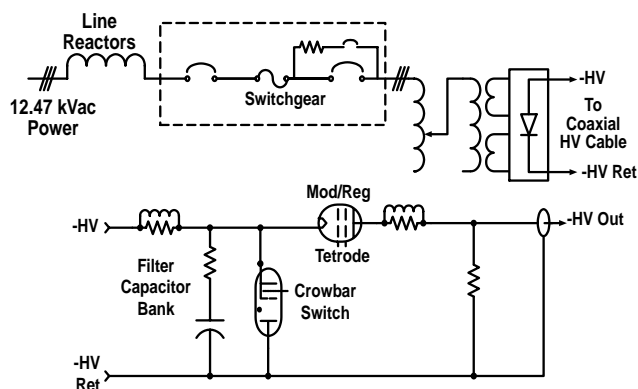 Line
Reactors
12.47 kVac
Power
Switchgear
-HV
To
Coaxial
HV Cable
-HV Ret
Mod/Reg
-HV
Tetrode
-HV Out
Filter
Capacitor
Bank
Crowbar
Switch
-HV
Ret